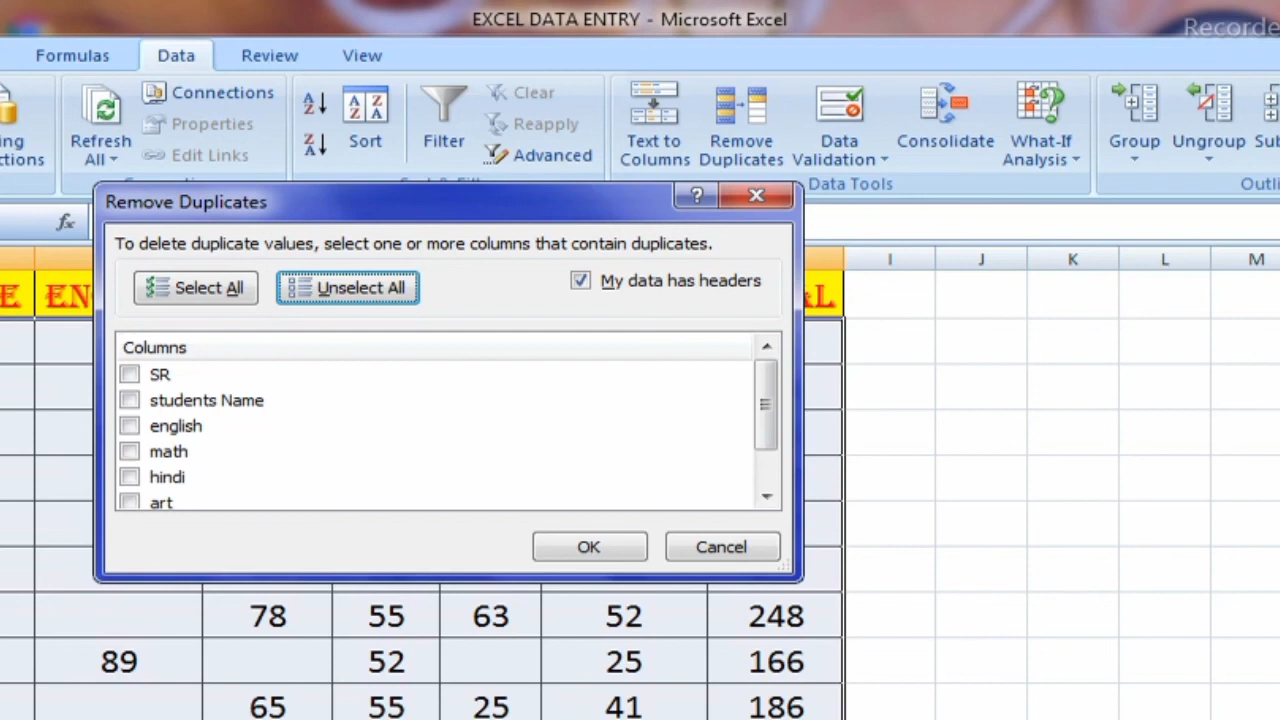 EXCEL DATA ENTRY - Microsoft Excel
Recorde
Formulas Data Review View
Connections
Properties
Edit Links
Refresh
All
Sort
Filter
Clear
Reapply
Advanced
Text to
Columns
Remove
Duplicates
Data
Validation
Consolidate
What-If
Analysis
Group
Ungroup
Data Tools
Remove Duplicates
?
fx
To delete duplicate values, select one or more columns that contain duplicates.
Select All
Unselect All
My data has headers
Columns
SR
students Name
english
math
hindi
art
OK
Cancel
I J K L M
78 55 63 52 248
89 52 25 166
65 55 25 41 186